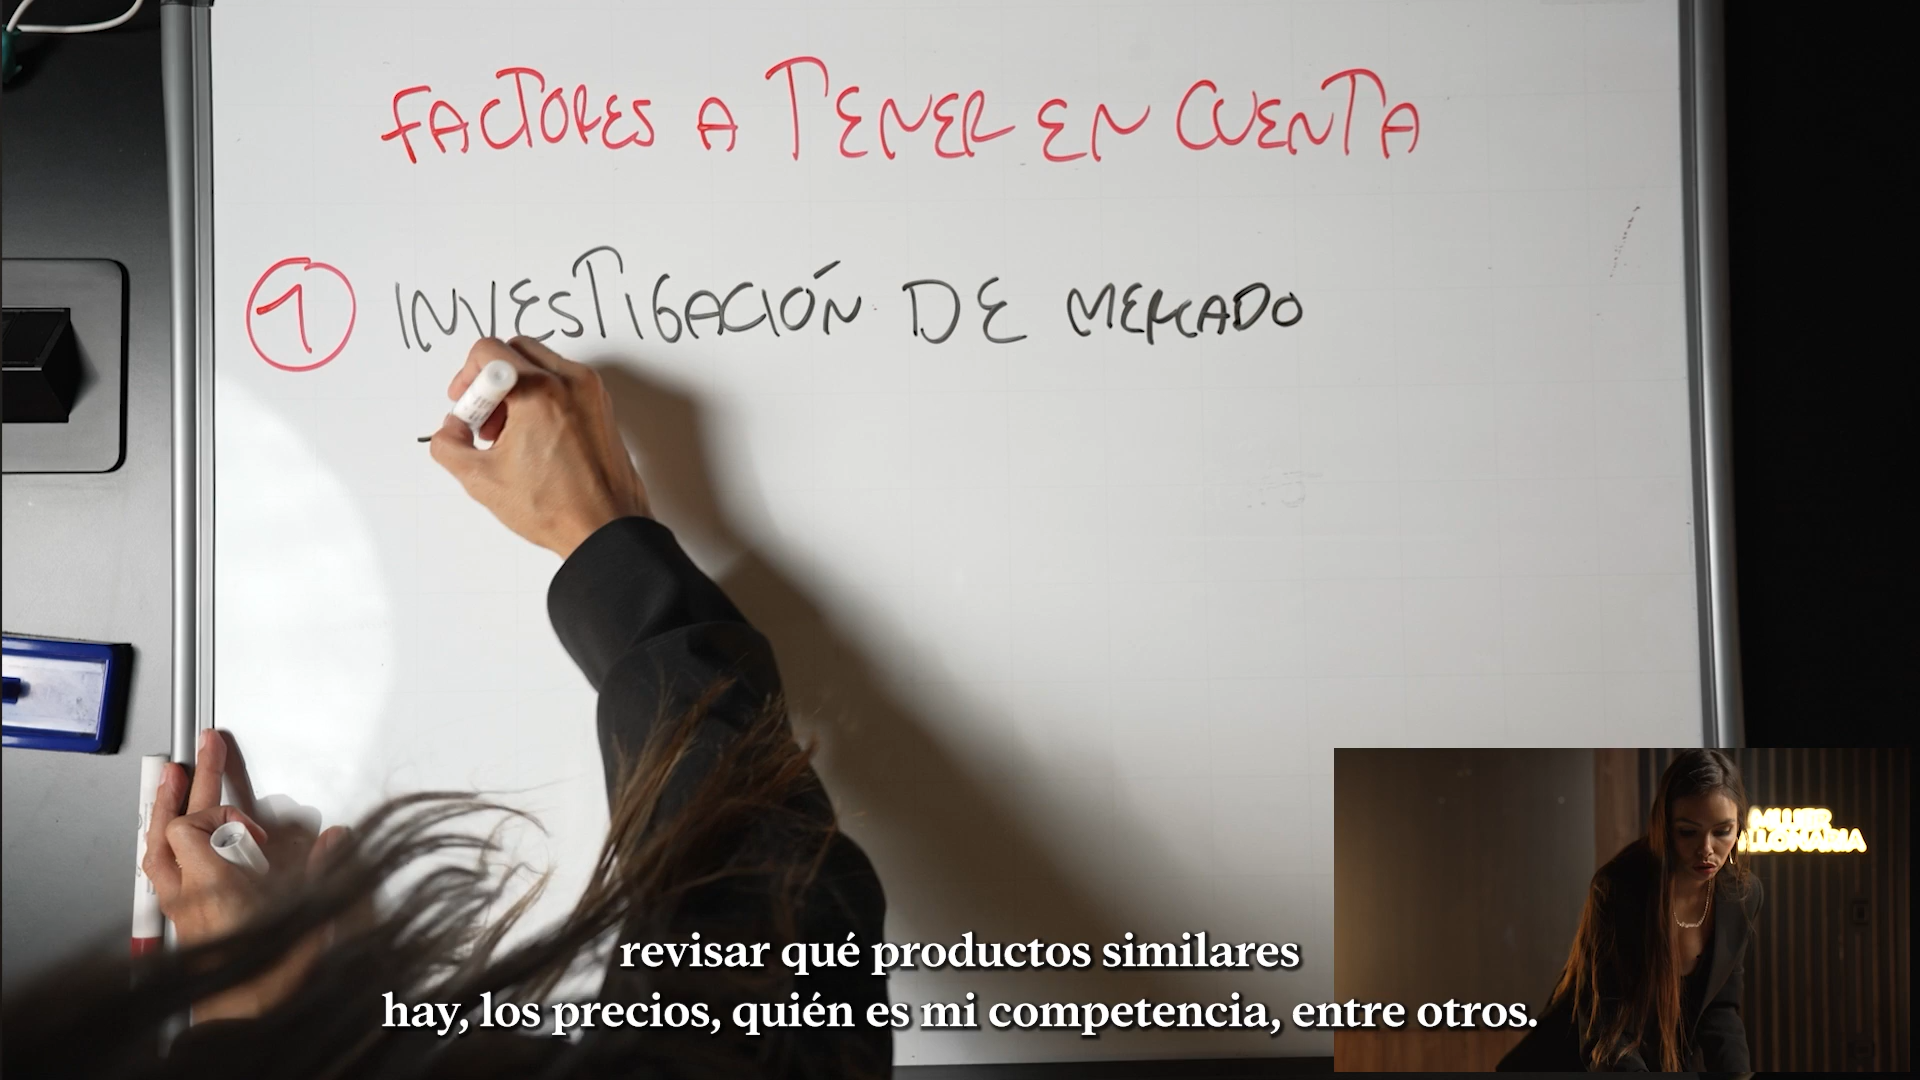 FACTORES A TENER EN CUENTA
1 INVESTIGACIÓN DE MERCADO
revisar qué productos similares
hay, los precios, quién es mi competencia, entre otros.
MUJER